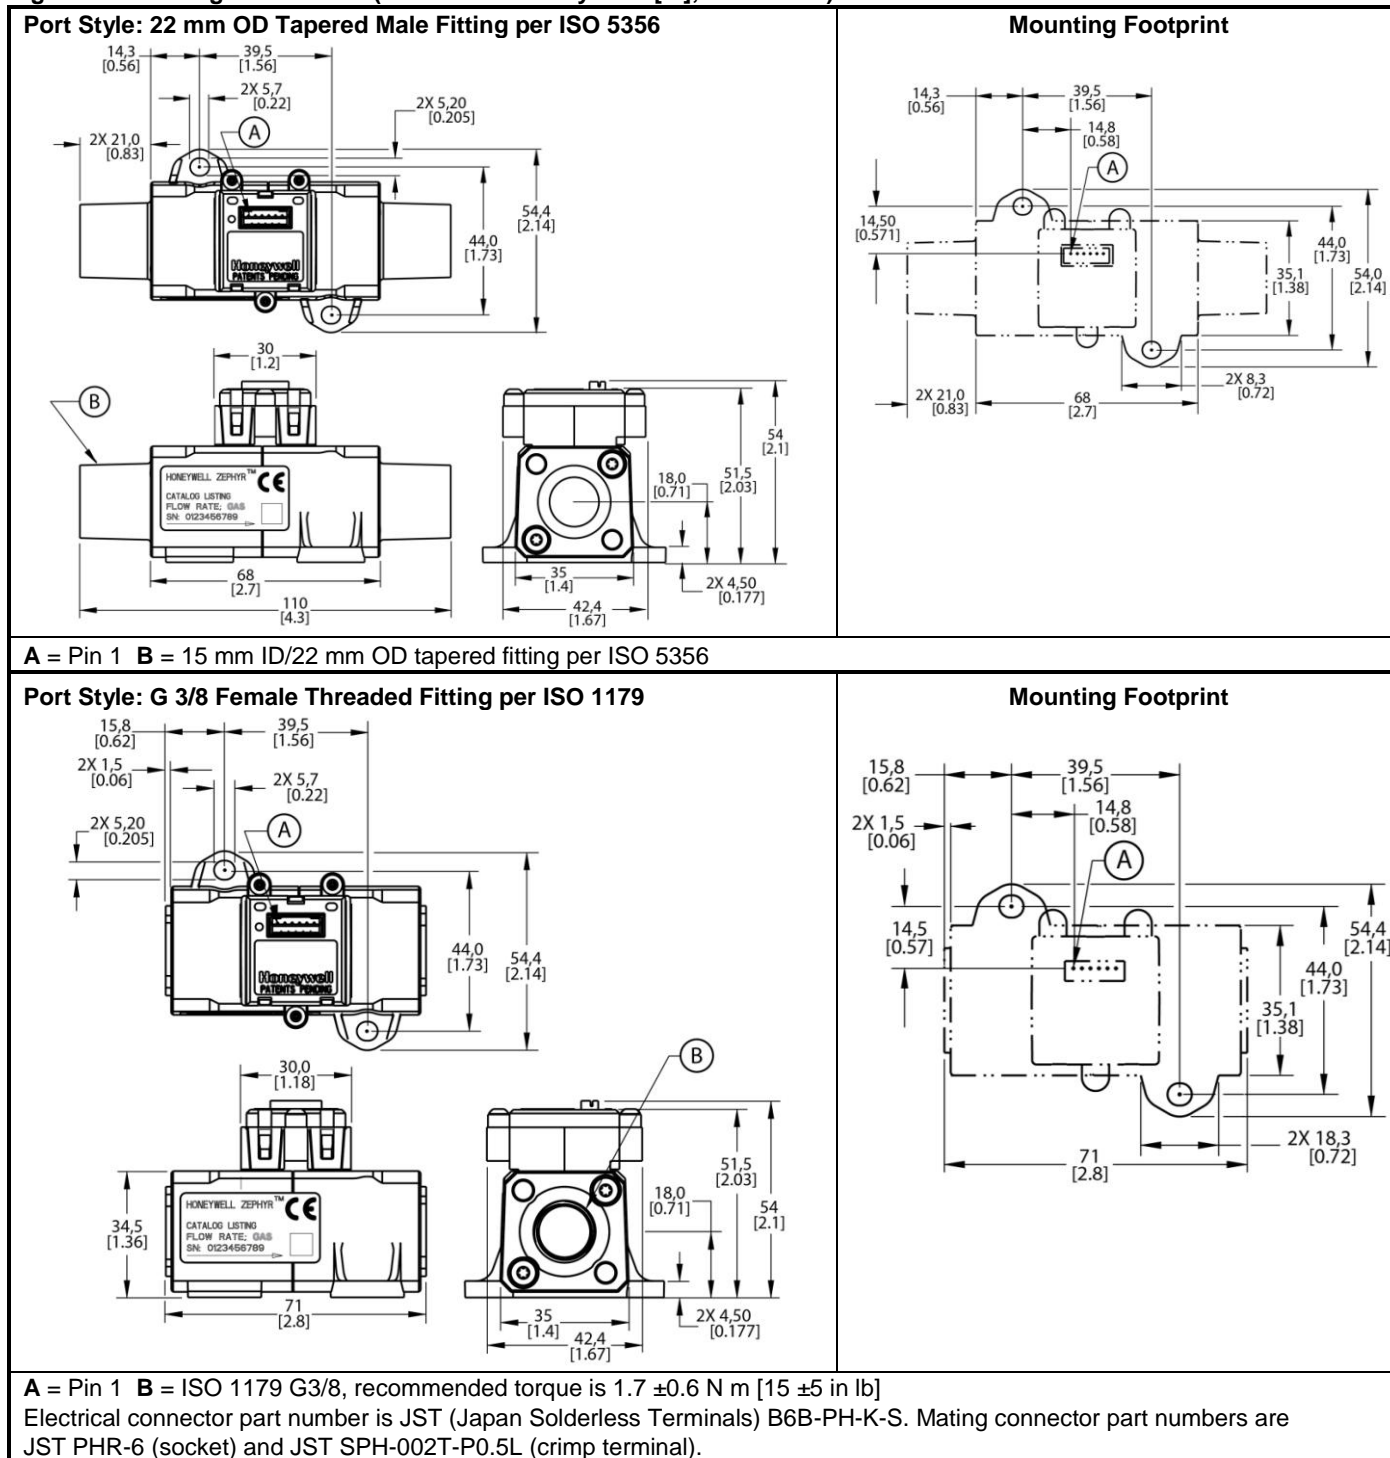 Port Style: 22 mm OD Tapered Male Fitting per ISO 5356
14,3
[0.56]
39,5
[1.56]
2X 5,7
[0.22]
2X 5,20
[0.205]
A
2X 21,0
[0.83]
54,4
[2.14]
44,0
[1.73]
Honeywell
PATENTS PENDING
30
[1.2]
B
54
[2.1]
51,5
[2.03]
18,0
[0.71]
HONEYWELL ZEPHYR™ CE
CATALOG LISTING
FLOW RATE; GAS
SN: 0123456789
68
[2.7]
110
[4.3]
35
[1.4]
42,4
[1.67]
2X 4,50
[0.177]
Mounting Footprint
14,3
[0.56]
39,5
[1.56]
14,8
[0.58]
A
14,50
[0.571]
44,0
[1.73]
35,1
[1.38]
54,0
[2.14]
2X 8,3
[0.72]
2X 21,0
[0.83]
68
[2.7]
A = Pin 1 B = 15 mm ID/22 mm OD tapered fitting per ISO 5356
Port Style: G 3/8 Female Threaded Fitting per ISO 1179
15,8
[0.62]
39,5
[1.56]
2X 1,5
[0.06]
2X 5,7
[0.22]
2X 5,20
[0.205]
A
44,0
[1.73]
54,4
[2.14]
Honeywell
PATENTS PENDING
30,0
[1.18]
B
51,5
[2.03]
18,0
[0.71]
54
[2.1]
34,5
[1.36]
HONEYWELL ZEPHYR™ CE
CATALOG LISTING
FLOW RATE; GAS
SN: 0123456789
71
[2.8]
35
[1.4]
42,4
[1.67]
2X 4,50
[0.177]
Mounting Footprint
15,8
[0.62]
39,5
[1.56]
14,8
[0.58]
2X 1,5
[0.06]
A
14,5
[0.57]
54,4
[2.14]
44,0
[1.73]
35,1
[1.38]
2X 18,3
[0.72]
71
[2.8]
A = Pin 1 B = ISO 1179 G3/8, recommended torque is 1.7 ±0.6 N m [15 ±5 in lb]
Electrical connector part number is JST (Japan Solderless Terminals) B6B-PH-K-S. Mating connector part numbers are
JST PHR-6 (socket) and JST SPH-002T-P0.5L (crimp terminal).